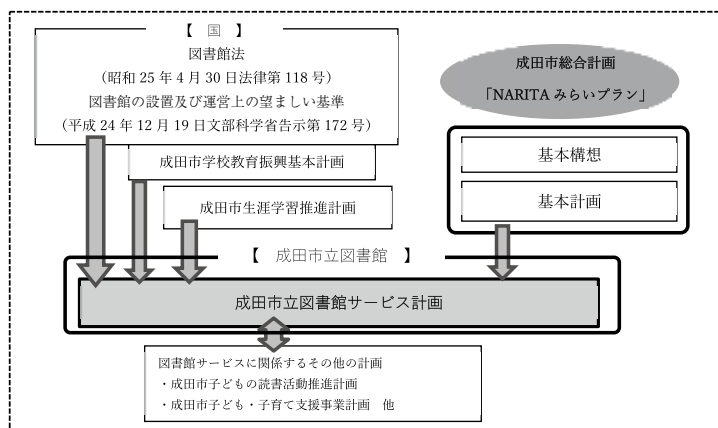 【 国 】
図書館法
（昭和 25 年 4 月 30 日法律第 118 号）
図書館の設置及び運営上の望ましい基準
（平成 24 年 12 月 19 日文部科学省告示第 172 号）
成田市総合計画
「NARITA みらいプラン」
基本構想
基本計画
成田市学校教育振興基本計画
成田市生涯学習推進計画
【 成田市立図書館 】
成田市立図書館サービス計画
図書館サービスに関係するその他の計画
・成田市子どもの読書活動推進計画
・成田市子ども・子育て支援事業計画 他